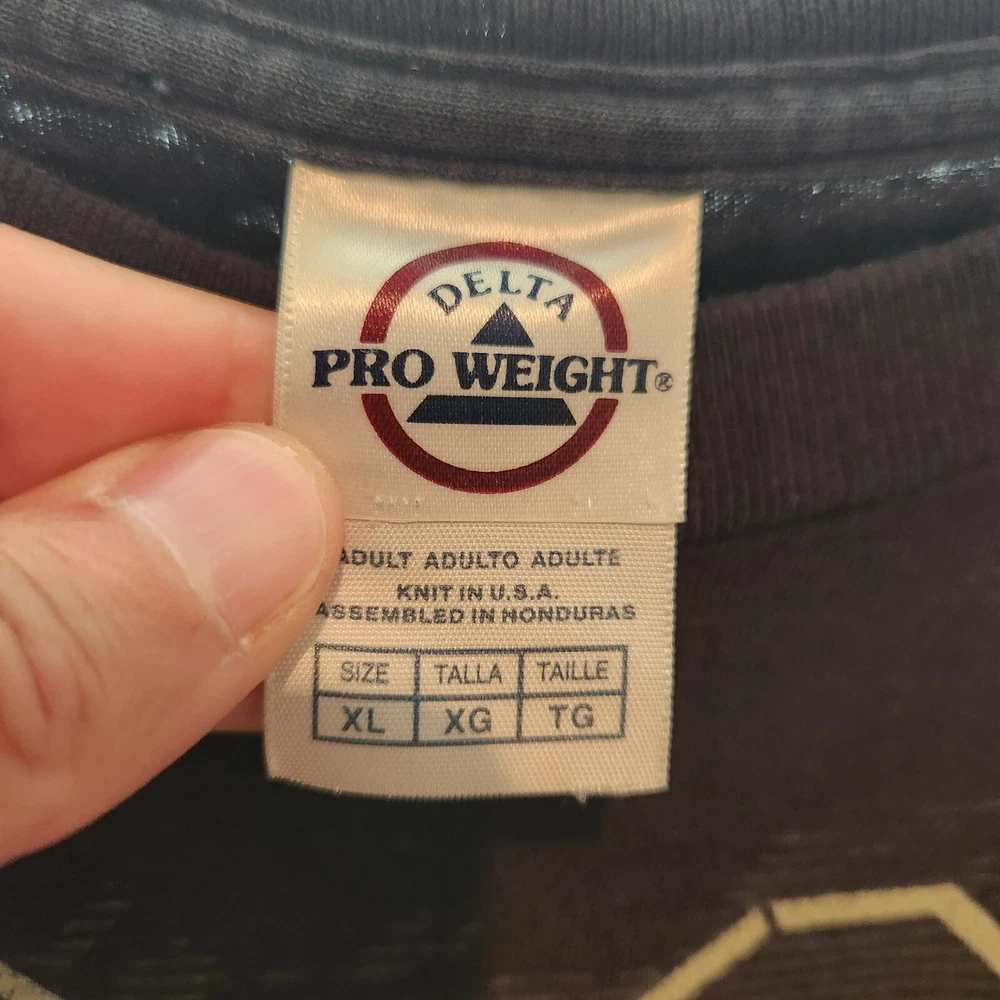 DELTA
PRO WEIGHT®
ADULT ADULTO ADULTE
KNIT IN U.S.A.
ASSEMBLED IN HONDURAS
SIZE TALLA TAILLE
XL XG TG